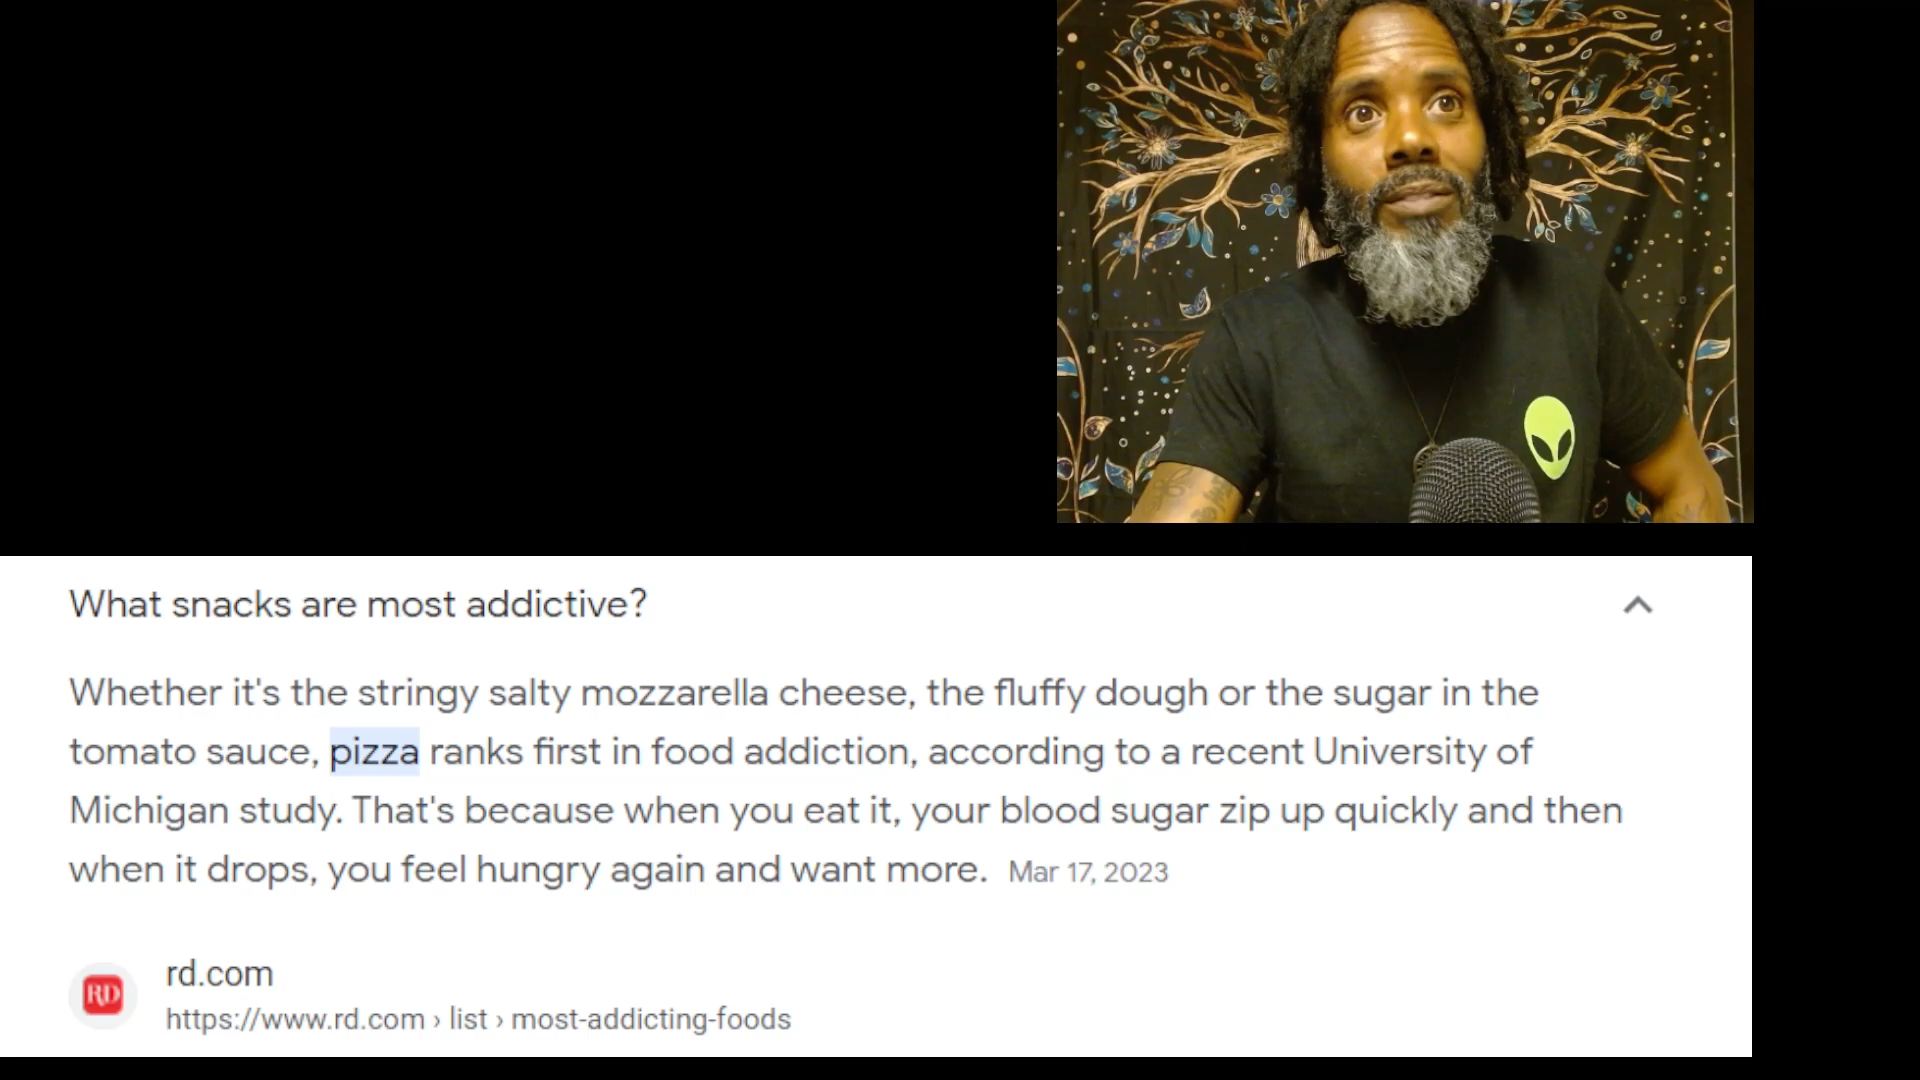 What snacks are most addictive?
Whether it's the stringy salty mozzarella cheese, the fluffy dough or the sugar in the
tomato sauce, pizza ranks first in food addiction, according to a recent University of
Michigan study. That's because when you eat it, your blood sugar zip up quickly and then
when it drops, you feel hungry again and want more. Mar 17, 2023
RD
rd.com
https://www.rd.com › list › most-addicting-foods